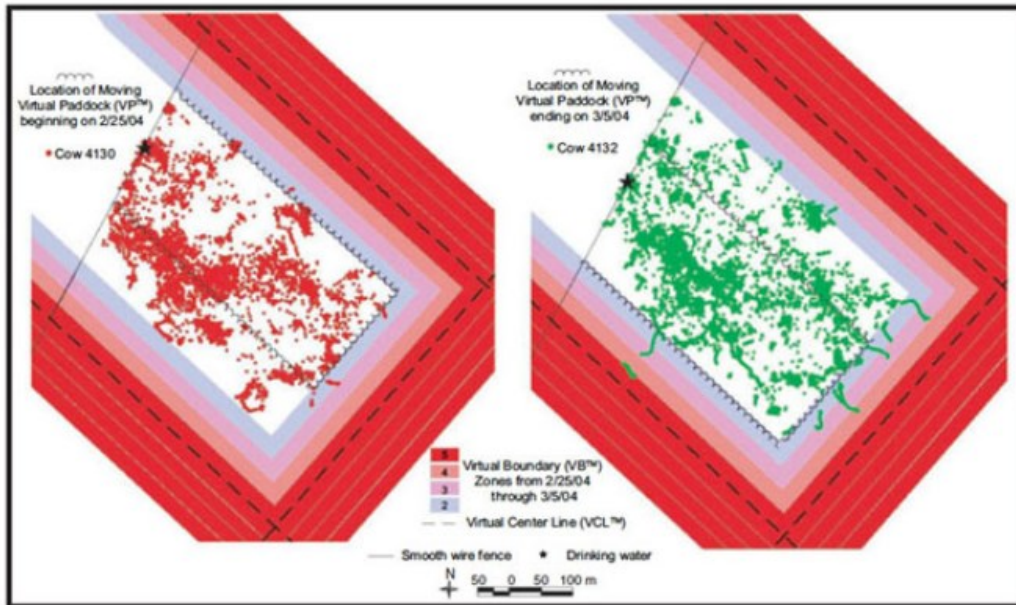 Location of Moving
Virtual Paddock (VP™)
beginning on 2/25/04
Cow 4130
Location of Moving
Virtual Paddock (VP™)
ending on 3/5/04
Cow 4132
5
4
3
2
Virtual Boundary (VB™)
Zones from 2/25/04
through 3/5/04
Virtual Center Line (VCL™)
Smooth wire fence
Drinking water
N
50 0 50 100 m